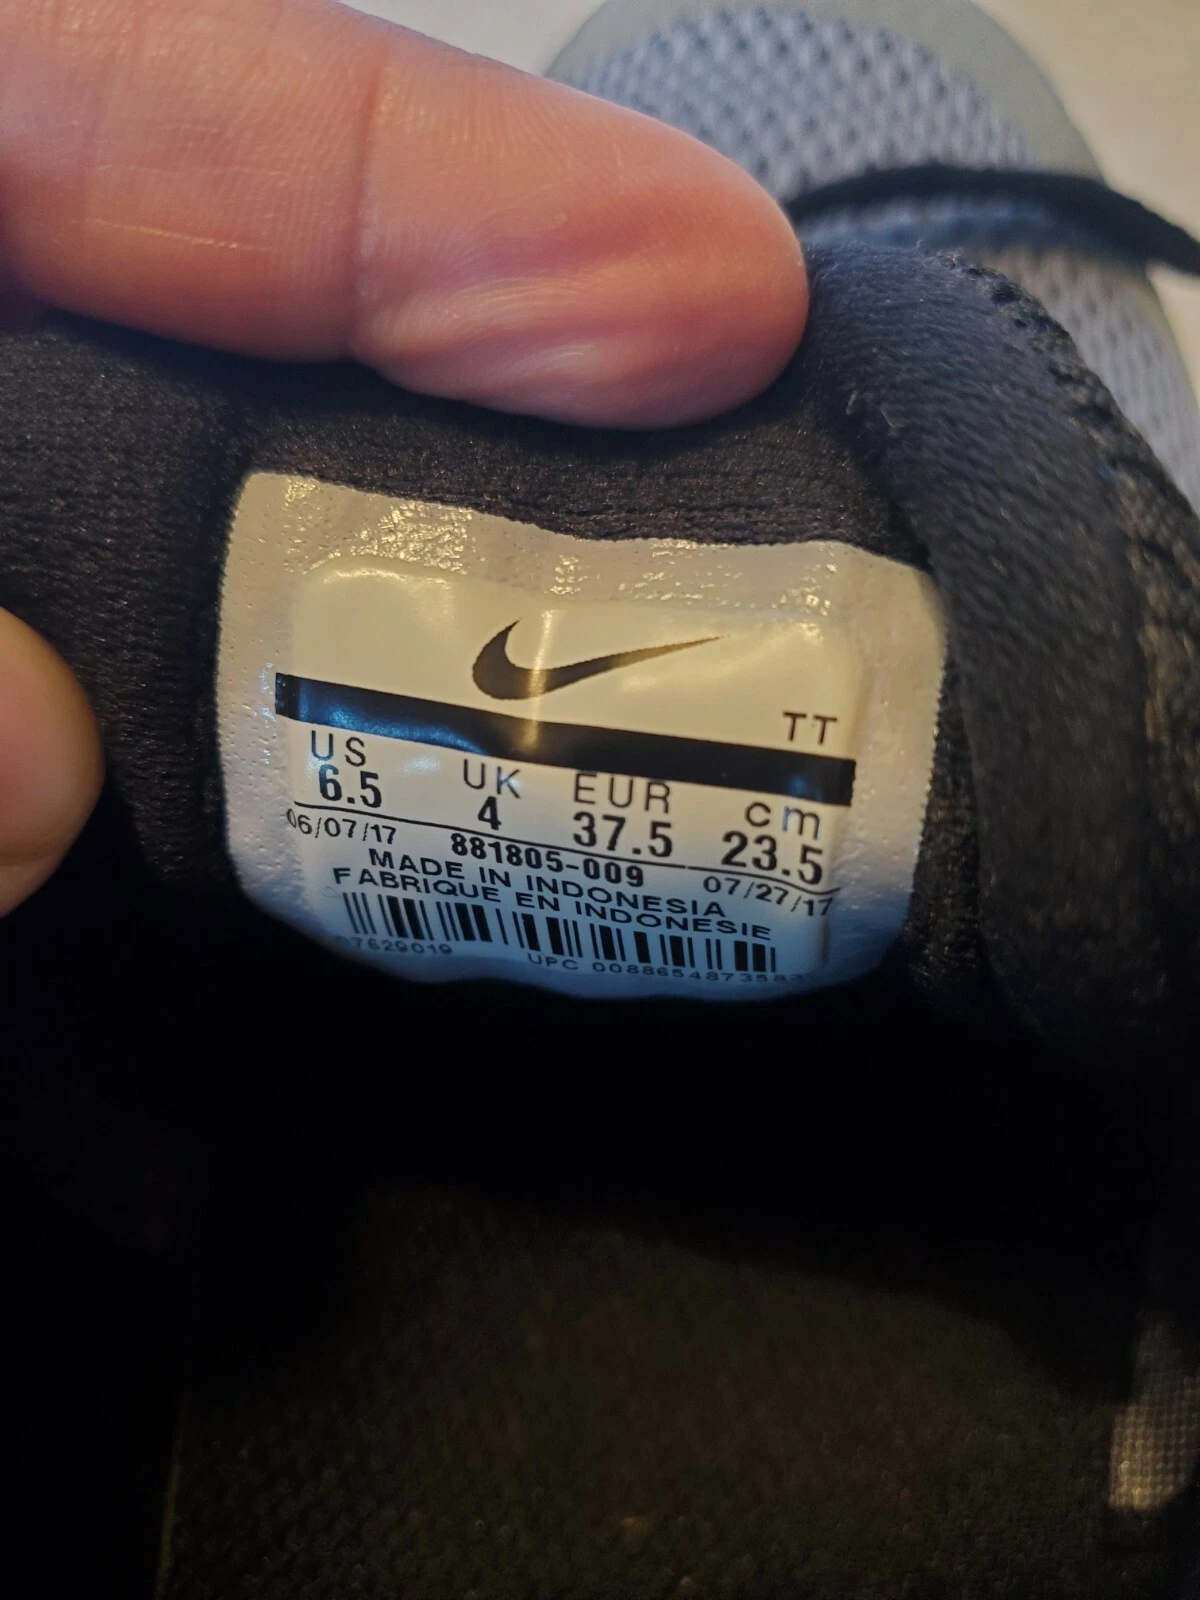 TT
US UK EUR cm
6.5 4 37.5 23.5
06/07/17 881805-009 07/27/17
MADE IN INDONESIA
FABRIQUE EN INDONESIE
UPC